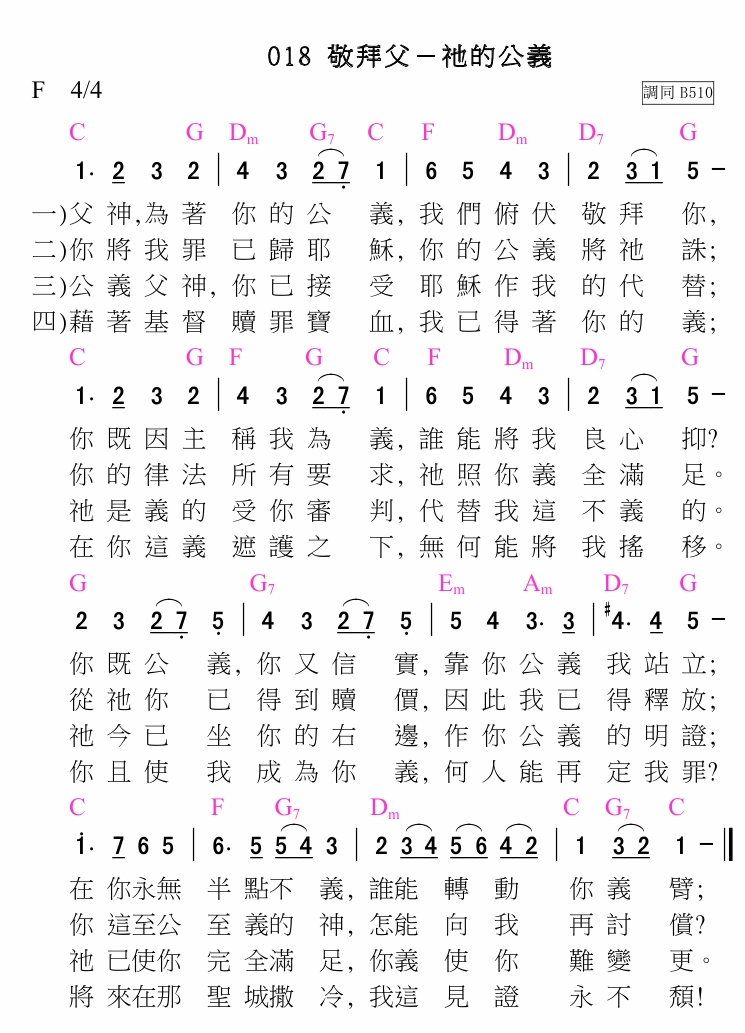 018 敬拜父－祂的公義
F 4/4 調同 B510
C G Dm G7 C F Dm D7 G
1· 2 3 2 | 4 3 2 7 1 | 6 5 4 3 | 2 3 1 5 －
一)父神,為著你的公義,我們俯伏敬拜你,
二)你將我罪已歸耶穌,你的公義將祂誅;
三)公義父神,你已接受耶穌作我的代替;
四)藉著基督贖罪寶血,我已得著你的義;
C G F G C F Dm D7 G
1· 2 3 2 | 4 3 2 7 1 | 6 5 4 3 | 2 3 1 5 －
你既因主稱我為義,誰能將我良心抑?
你的律法所有要求,祂照你義全滿足。
祂是義的受你審判,代替我這不義的。
在你這義遮護之下,無何能將我搖移。
G G7 Em Am D7 G
2 3 2 7 5 | 4 3 2 7 5 | 5 4 3· 3 | #4· 4 5 －
你既公義,你又信實,靠你公義我站立;
從祂你已得到贖價,因此我已得釋放;
祂今已坐你的右邊,作你公義的明證;
你且使我成為你義,何人能再定我罪?
C F G7 Dm C G7 C
1· 7 6 5 | 6· 5 5 4 3 | 2 3 4 5 6 4 2 | 1 3 2 1 － ‖
在你永無半點不義,誰能轉動你義臂;
你這至公至義的神,怎能向我再討償?
祂已使你完全滿足,你義使你難變更。
將來在那聖城撒冷,我這見證永不頹!